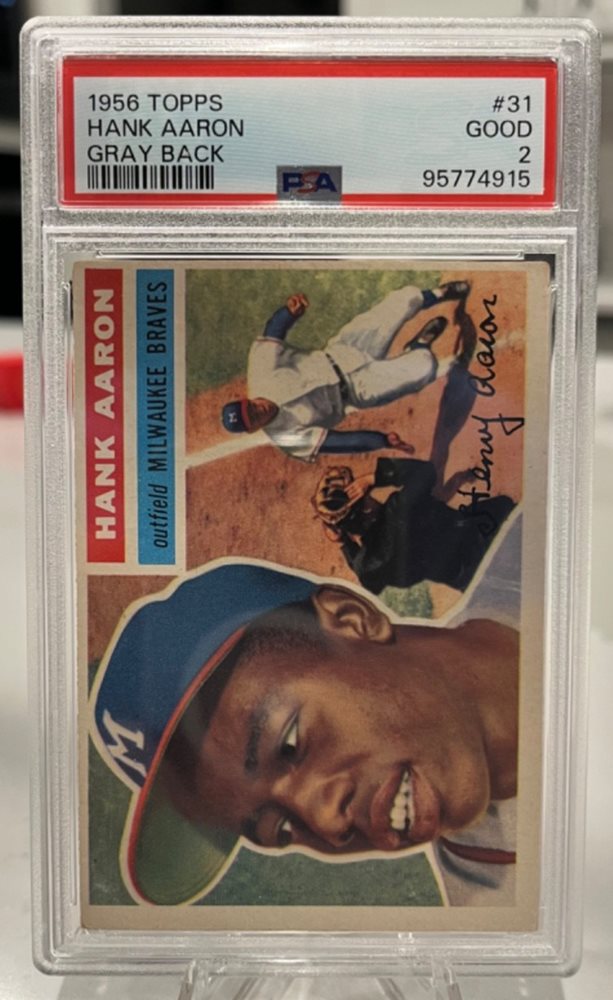 1956 TOPPS #31
HANK AARON GOOD
GRAY BACK 2
PSA 95774915
HANK AARON
outfield MILWAUKEE BRAVES
Henry Aaron
M
M